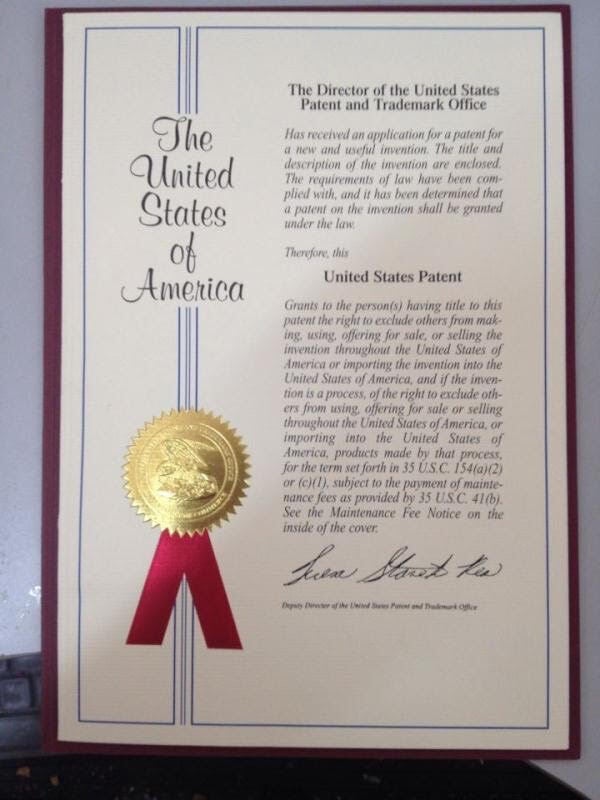 The
United
States
of
America
The Director of the United States
Patent and Trademark Office
Has received an application for a patent for
a new and useful invention. The title and
description of the invention are enclosed.
The requirements of law have been com-
plied with, and it has been determined that
a patent on the invention shall be granted
under the law.
Therefore, this
United States Patent
Grants to the person(s) having title to this
patent the right to exclude others from mak-
ing, using, offering for sale, or selling the
invention throughout the United States of
America or importing the invention into the
United States of America, and if the inven-
tion is a process, of the right to exclude oth-
ers from using, offering for sale or selling
throughout the United States of America, or
importing into the United States of
America, products made by that process,
for the term set forth in 35 U.S.C. 154(a)(2)
or (c)(1), subject to the payment of mainte-
nance fees as provided by 35 U.S.C. 41(b).
See the Maintenance Fee Notice on the
inside of the cover.
Deputy Director of the United States Patent and Trademark Office